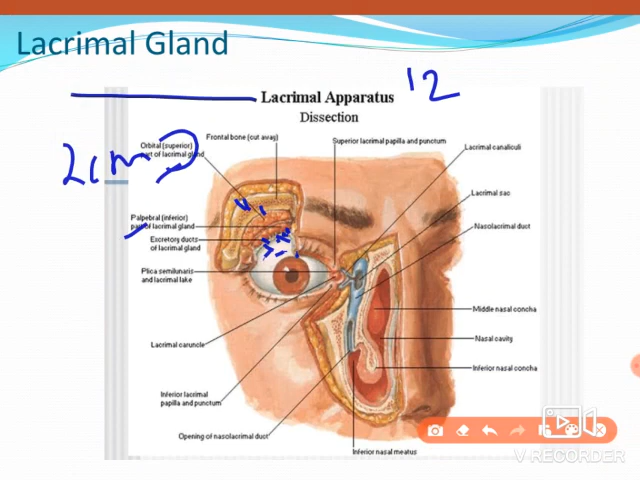 Lacrimal Gland
Lacrimal Apparatus
12
Dissection
Frontal bone (cut away)
Superior lacrimal papilla and punctum
Orbital (superior)
part of lacrimal gland
Lacrimal canaliculi
Lacrimal sac
Palpebral (inferior)
part of lacrimal gland
Nasolacrimal duct
Excretory ducts
of lacrimal gland
Plica semilunaris
and lacrimal lake
Middle nasal concha
Lacrimal caruncle
Nasal cavity
Inferior nasal concha
Inferior lacrimal
papilla and punctum
Opening of nasolacrimal duct
Inferior nasal meatus
V RECORDER